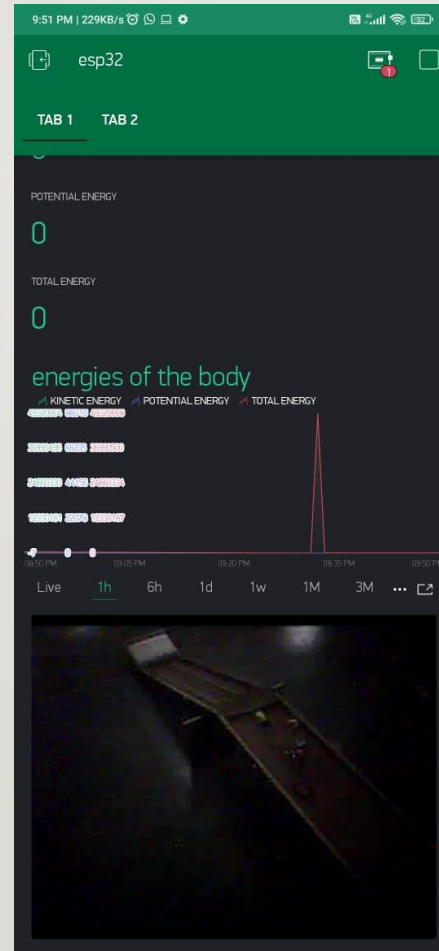 9:51 PM | 229KB/s
esp32
1
TAB 1 TAB 2
POTENTIAL ENERGY
0
TOTAL ENERGY
0
energies of the body
KINETIC ENERGY POTENTIAL ENERGY TOTAL ENERGY
-7 0 0
08:50 PM 09:05 PM 09:20 PM 09:35 PM 09:50 PM
Live 1h 6h 1d 1w 1M 3M •••